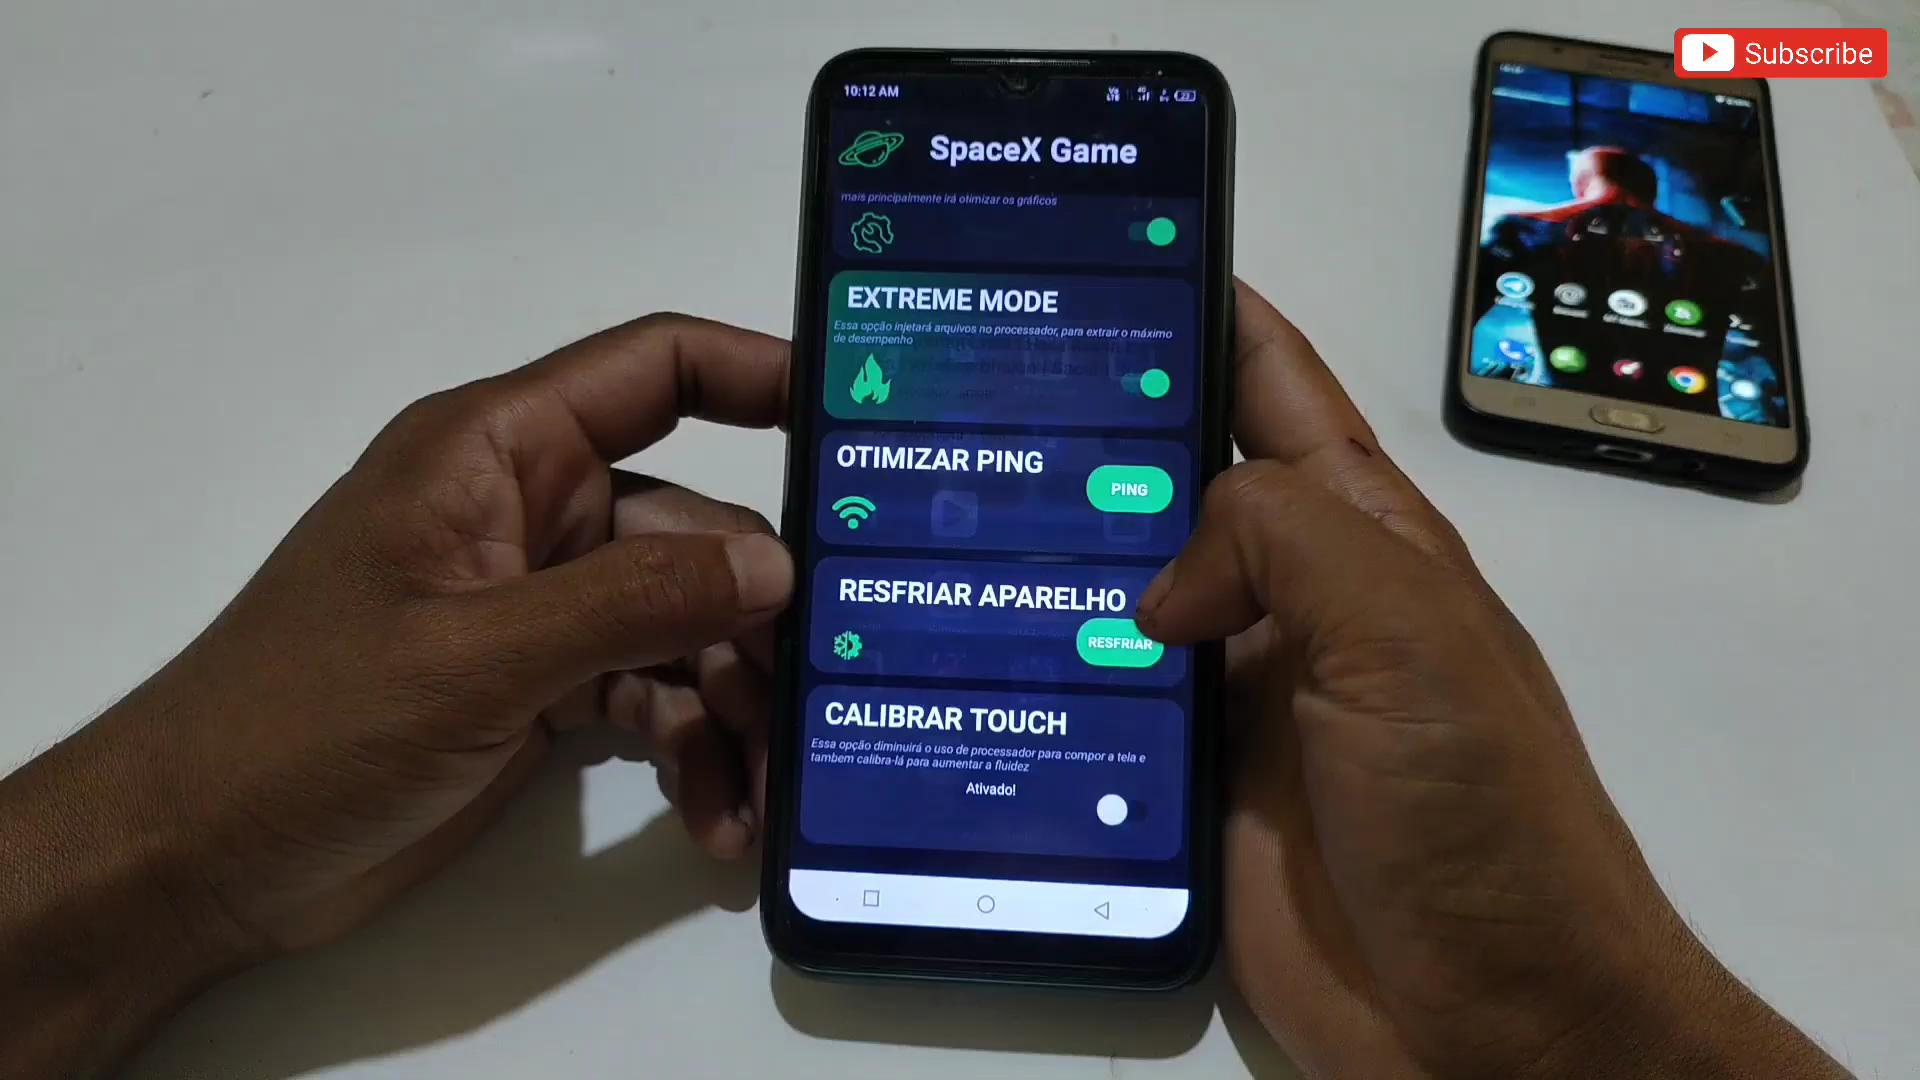 Subscribe
10:12 AM
SpaceX Game
mais principalmente irá otimizar os gráficos
EXTREME MODE
Essa opção injetará arquivos no processador, para extrair o máximo
de desempenho
OTIMIZAR PING
PING
RESFRIAR APARELHO
RESFRIAR
CALIBRAR TOUCH
Essa opção diminuirá o uso de processador para compor a tela e
tambem calibra-lá para aumentar a fluidez
Ativado!